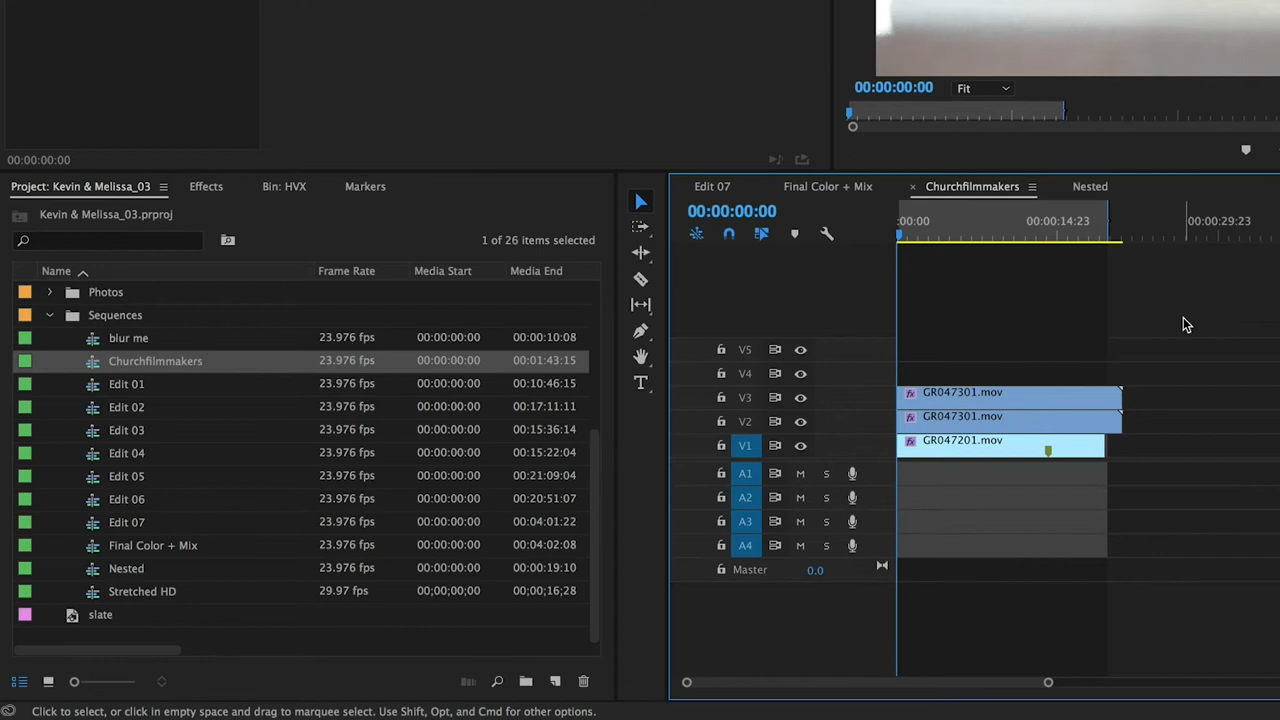 00:00:00:00
Fit
00:00:00:00
Project: Kevin & Melissa_03
Effects
Bin: HVX
Markers
Kevin & Melissa_03.prproj
1 of 26 items selected
Name
Frame Rate
Media Start
Media End
Photos
Sequences
blur me 23.976 fps 00:00:00:00 00:00:10:08
Churchfilmmakers 23.976 fps 00:00:00:00 00:01:43:15
Edit 01 23.976 fps 00:00:00:00 00:10:46:15
Edit 02 23.976 fps 00:00:00:00 00:17:11:11
Edit 03 23.976 fps 00:00:00:00 00:15:36:14
Edit 04 23.976 fps 00:00:00:00 00:15:22:04
Edit 05 23.976 fps 00:00:00:00 00:21:09:04
Edit 06 23.976 fps 00:00:00:00 00:20:51:07
Edit 07 23.976 fps 00:00:00:00 00:04:01:22
Final Color + Mix 23.976 fps 00:00:00:00 00:04:02:08
Nested 23.976 fps 00:00:00:00 00:00:19:10
Stretched HD 29.97 fps 00;00;00;00 00;00;16;28
slate
Edit 07
Final Color + Mix
× Churchfilmmakers
Nested
00:00:00:00
:00:00
00:00:14:23
00:00:29:23
V5
V4
V3 fx GR047301.mov
V2 fx GR047301.mov
V1 fx GR047201.mov
A1 M S
A2 M S
A3 M S
A4 M S
Master 0.0
T
Click to select, or click in empty space and drag to marquee select. Use Shift, Opt, and Cmd for other options.